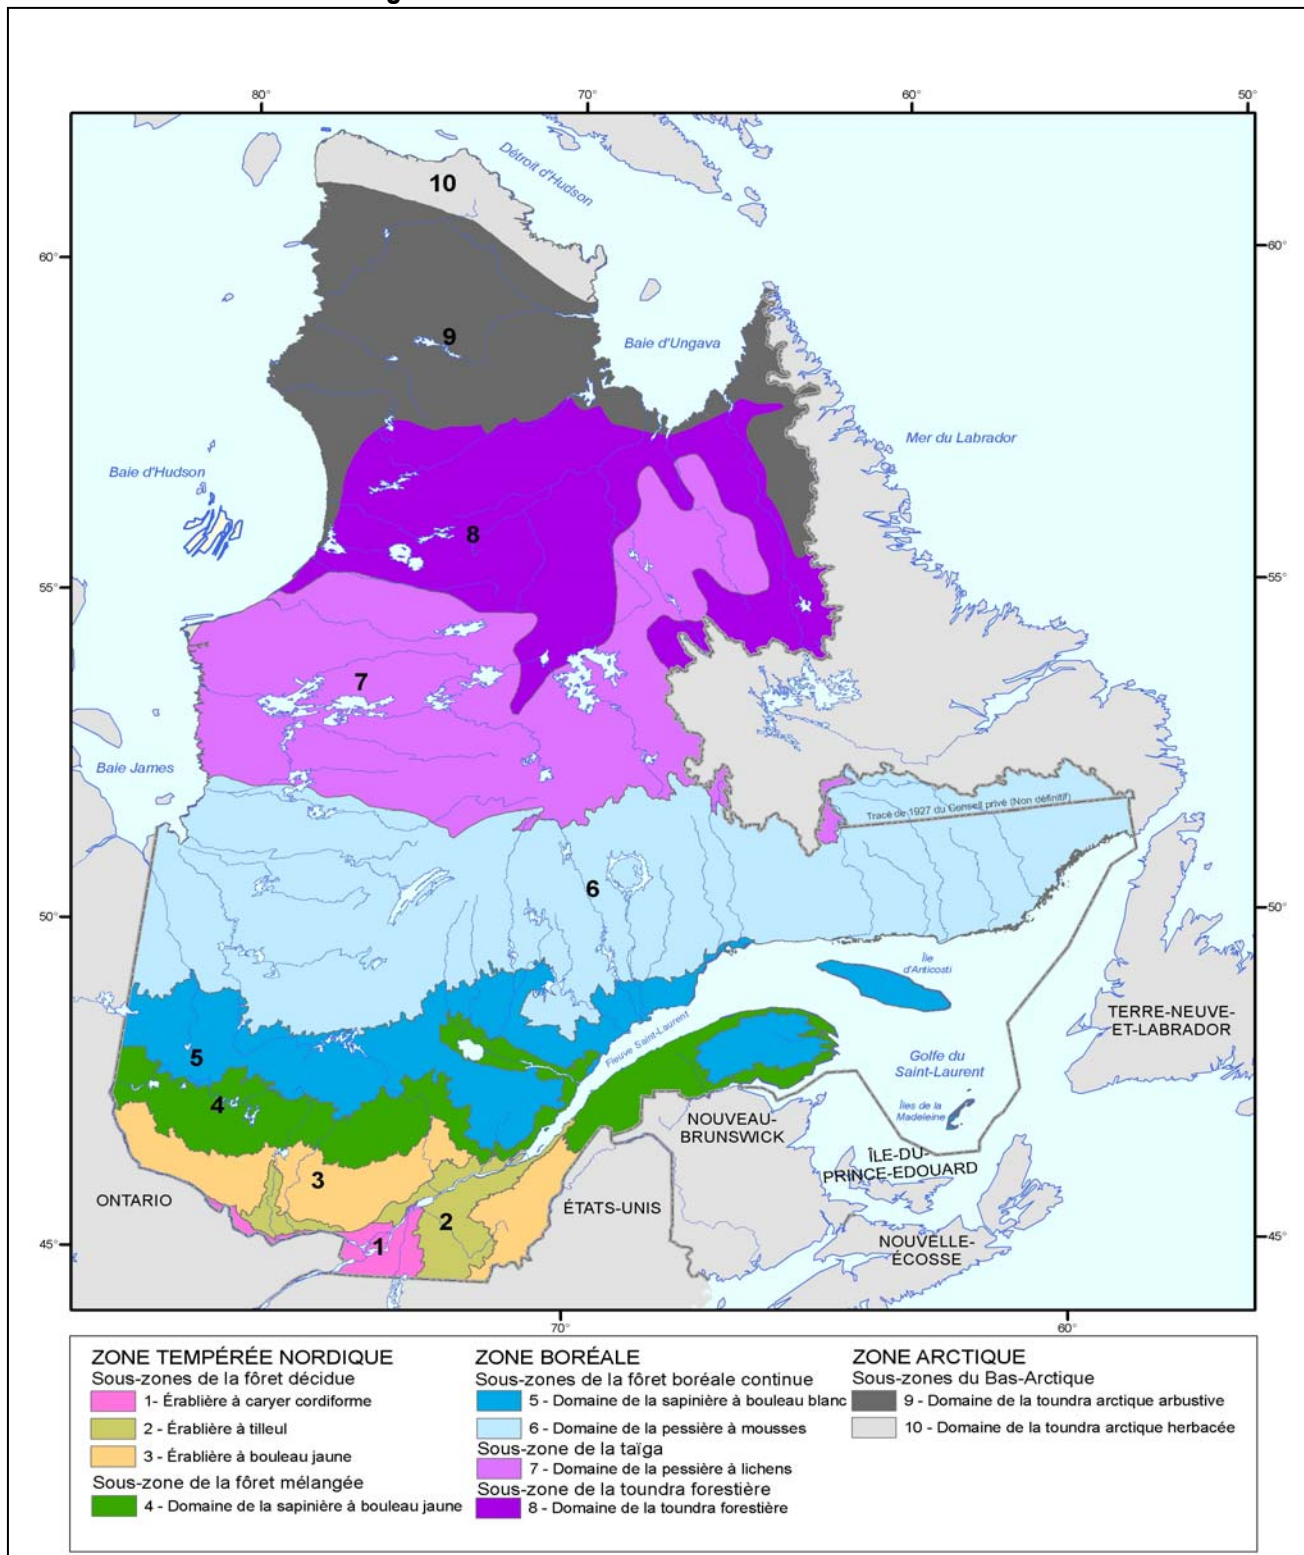 80°
70°
60°
50°
Détroit d'Hudson
10
60°
60°
9
Baie d'Ungava
Mer du Labrador
Baie d'Hudson
8
55°
55°
7
Baie James
Tracé de 1927 du Conseil privé (Non définitif)
6
50°
50°
Île
d'Anticosti
TERRE-NEUVE-
ET-LABRADOR
Fleuve Saint-Laurent
5
Golfe du
Saint-Laurent
4
Îles de la
Madeleine
NOUVEAU-
BRUNSWICK
ÎLE-DU-
PRINCE-EDOUARD
3
ONTARIO
ÉTATS-UNIS
2
1
NOUVELLE-
ÉCOSSE
45°
45°
70°
60°
ZONE TEMPÉRÉE NORDIQUE
Sous-zones de la fôret décidue
1- Érablière à caryer cordiforme
2 - Érablière à tilleul
3 - Érablière à bouleau jaune
Sous-zone de la fôret mélangée
4 - Domaine de la sapinière à bouleau jaune
ZONE BORÉALE
Sous-zones de la fôret boréale continue
5 - Domaine de la sapinière à bouleau blanc
6 - Domaine de la pessière à mousses
Sous-zone de la taïga
7 - Domaine de la pessière à lichens
Sous-zone de la toundra forestière
8 - Domaine de la toundra forestière
ZONE ARCTIQUE
Sous-zones du Bas-Arctique
9 - Domaine de la toundra arctique arbustive
10 - Domaine de la toundra arctique herbacée